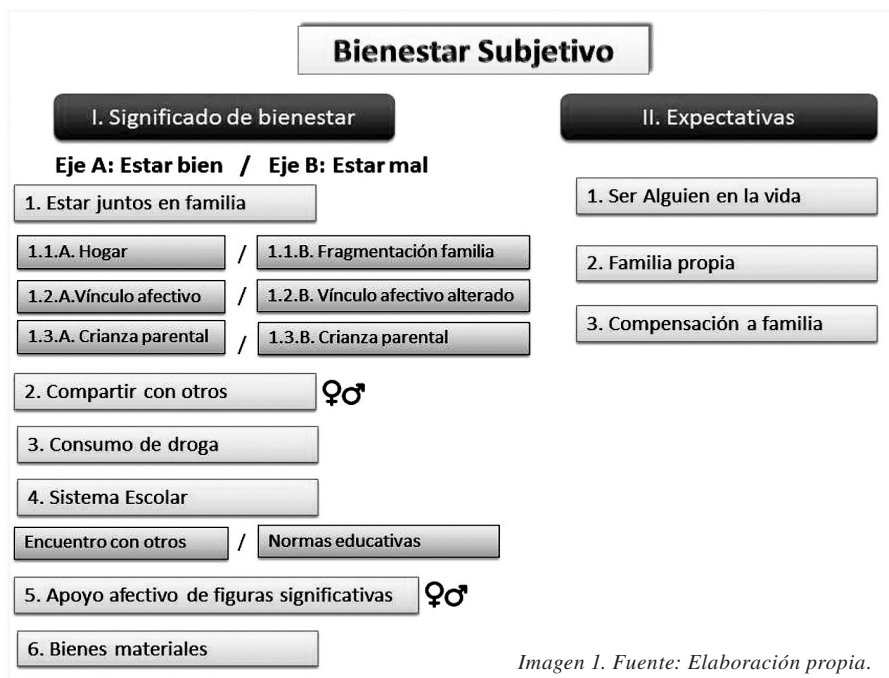 Bienestar Subjetivo
I. Significado de bienestar
Eje A: Estar bien / Eje B: Estar mal
1. Estar juntos en familia
1.1.A. Hogar / 1.1.B. Fragmentación familia
1.2.A.Vínculo afectivo / 1.2.B. Vínculo afectivo alterado
1.3.A. Crianza parental / 1.3.B. Crianza parental
2. Compartir con otros ♀♂
3. Consumo de droga
4. Sistema Escolar
Encuentro con otros / Normas educativas
5. Apoyo afectivo de figuras significativas ♀♂
6. Bienes materiales
II. Expectativas
1. Ser Alguien en la vida
2. Familia propia
3. Compensación a familia
Imagen 1. Fuente: Elaboración propia.